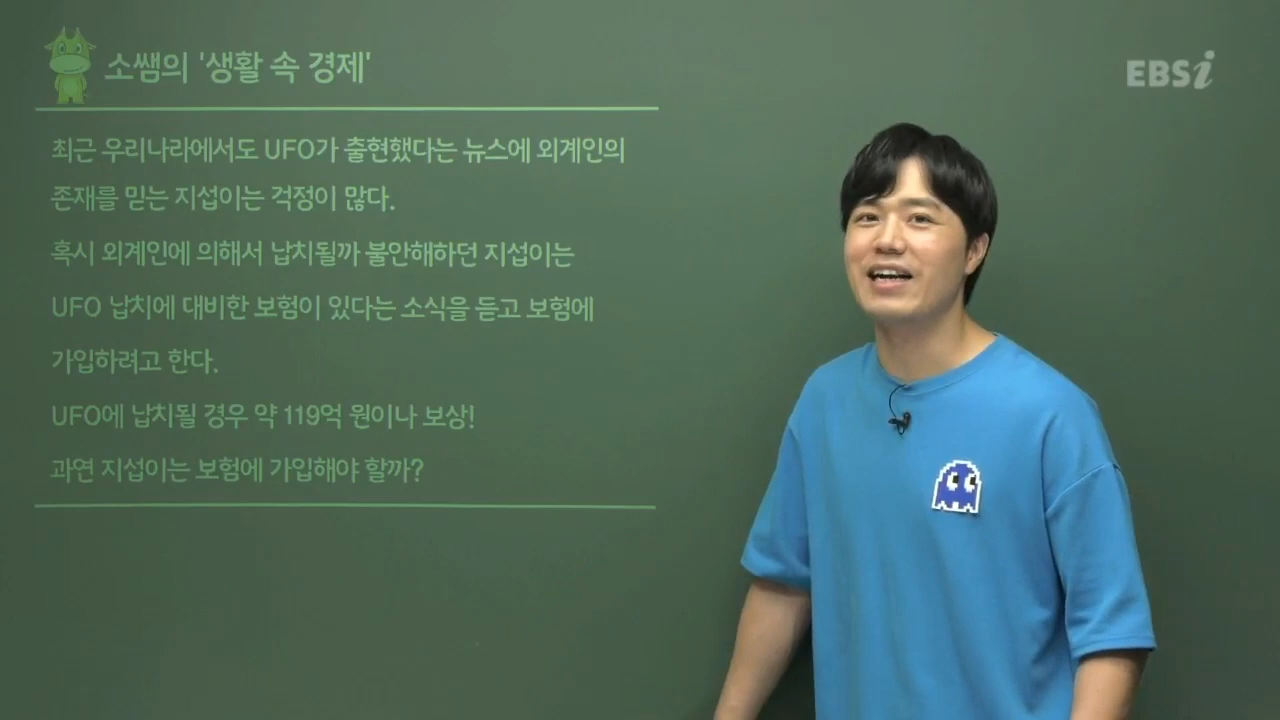 소쌤의 '생활 속 경제'
EBSi
최근 우리나라에서도 UFO가 출현했다는 뉴스에 외계인의
존재를 믿는 지섭이는 걱정이 많다.
혹시 외계인에 의해서 납치될까 불안해하던 지섭이는
UFO 납치에 대비한 보험이 있다는 소식을 듣고 보험에
가입하려고 한다.
UFO에 납치될 경우 약 119억 원이나 보상!
과연 지섭이는 보험에 가입해야 할까?